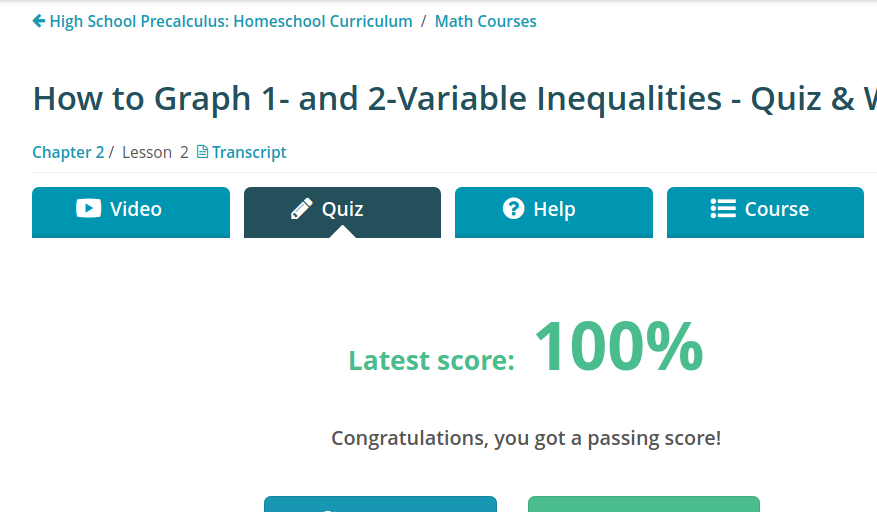 High School Precalculus: Homeschool Curriculum / Math Courses
How to Graph 1- and 2-Variable Inequalities - Quiz &
Chapter 2 / Lesson 2 Transcript
Video
Quiz
Help
Course
Latest score: 100%
Congratulations, you got a passing score!